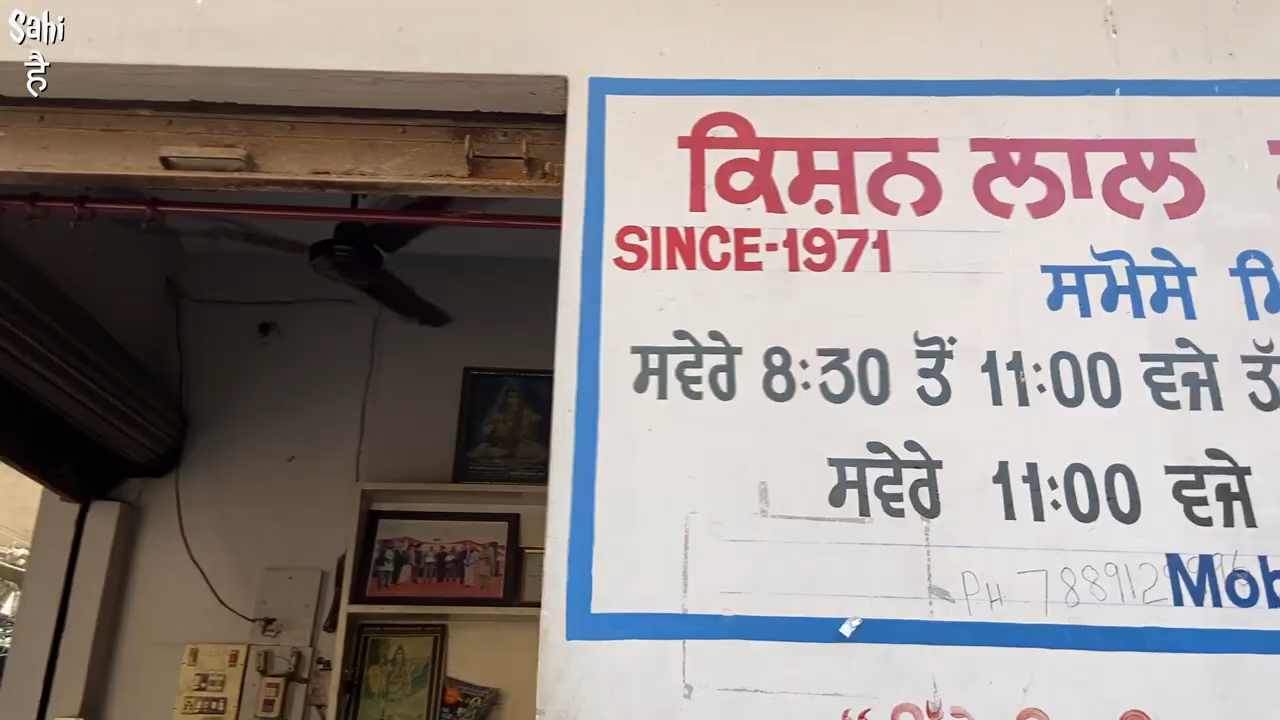 Sahi
ਹੈ
ਕਿਸ਼ਨ ਲਾਲ
SINCE-1971
ਸਮੋਸੇ
ਸਵੇਰੇ 8:30 ਤੋਂ 11:00 ਵਜੇ
ਸਵੇਰੇ 11:00 ਵਜੇ
PH 788912
Mob